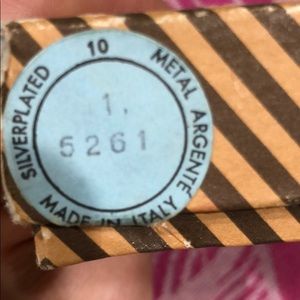 SILVERPLATED 10 METAL ARGENTE
1.
5261
MADE IN ITALY